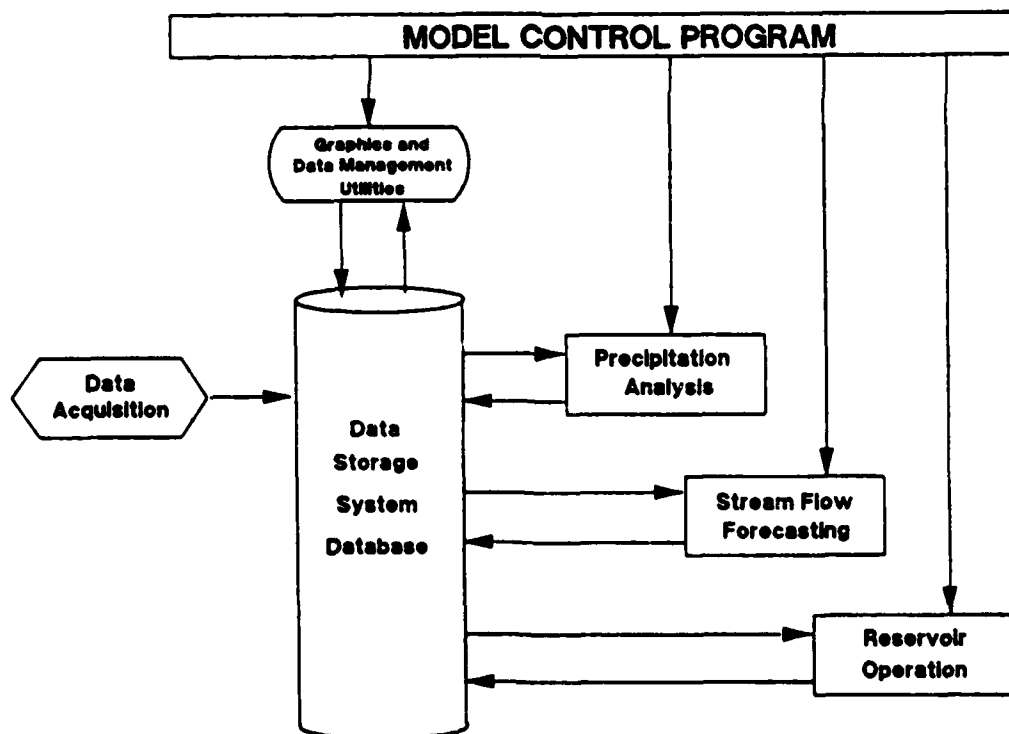 MODEL CONTROL PROGRAM
Graphics and
Data Management
Utilities
Data
Acquisition
Data
Storage
System
Database
Precipitation
Analysis
Stream Flow
Forecasting
Reservoir
Operation